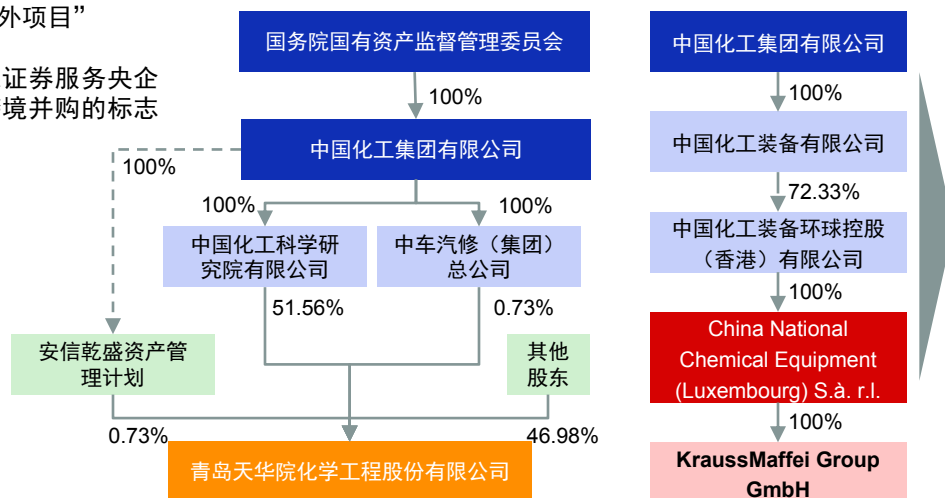 外项目”
证券服务央企
境并购的标志
国务院国有资产监督管理委员会
100%
中国化工集团有限公司
100%
100%
100%
中国化工科学研
究院有限公司
中车汽修（集团）
总公司
51.56%
0.73%
安信乾盛资产管
理计划
其他
股东
0.73%
46.98%
青岛天华院化学工程股份有限公司
中国化工集团有限公司
100%
中国化工装备有限公司
72.33%
中国化工装备环球控股
（香港）有限公司
100%
China National
Chemical Equipment
(Luxembourg) S.à. r.l.
100%
KraussMaffei Group
GmbH